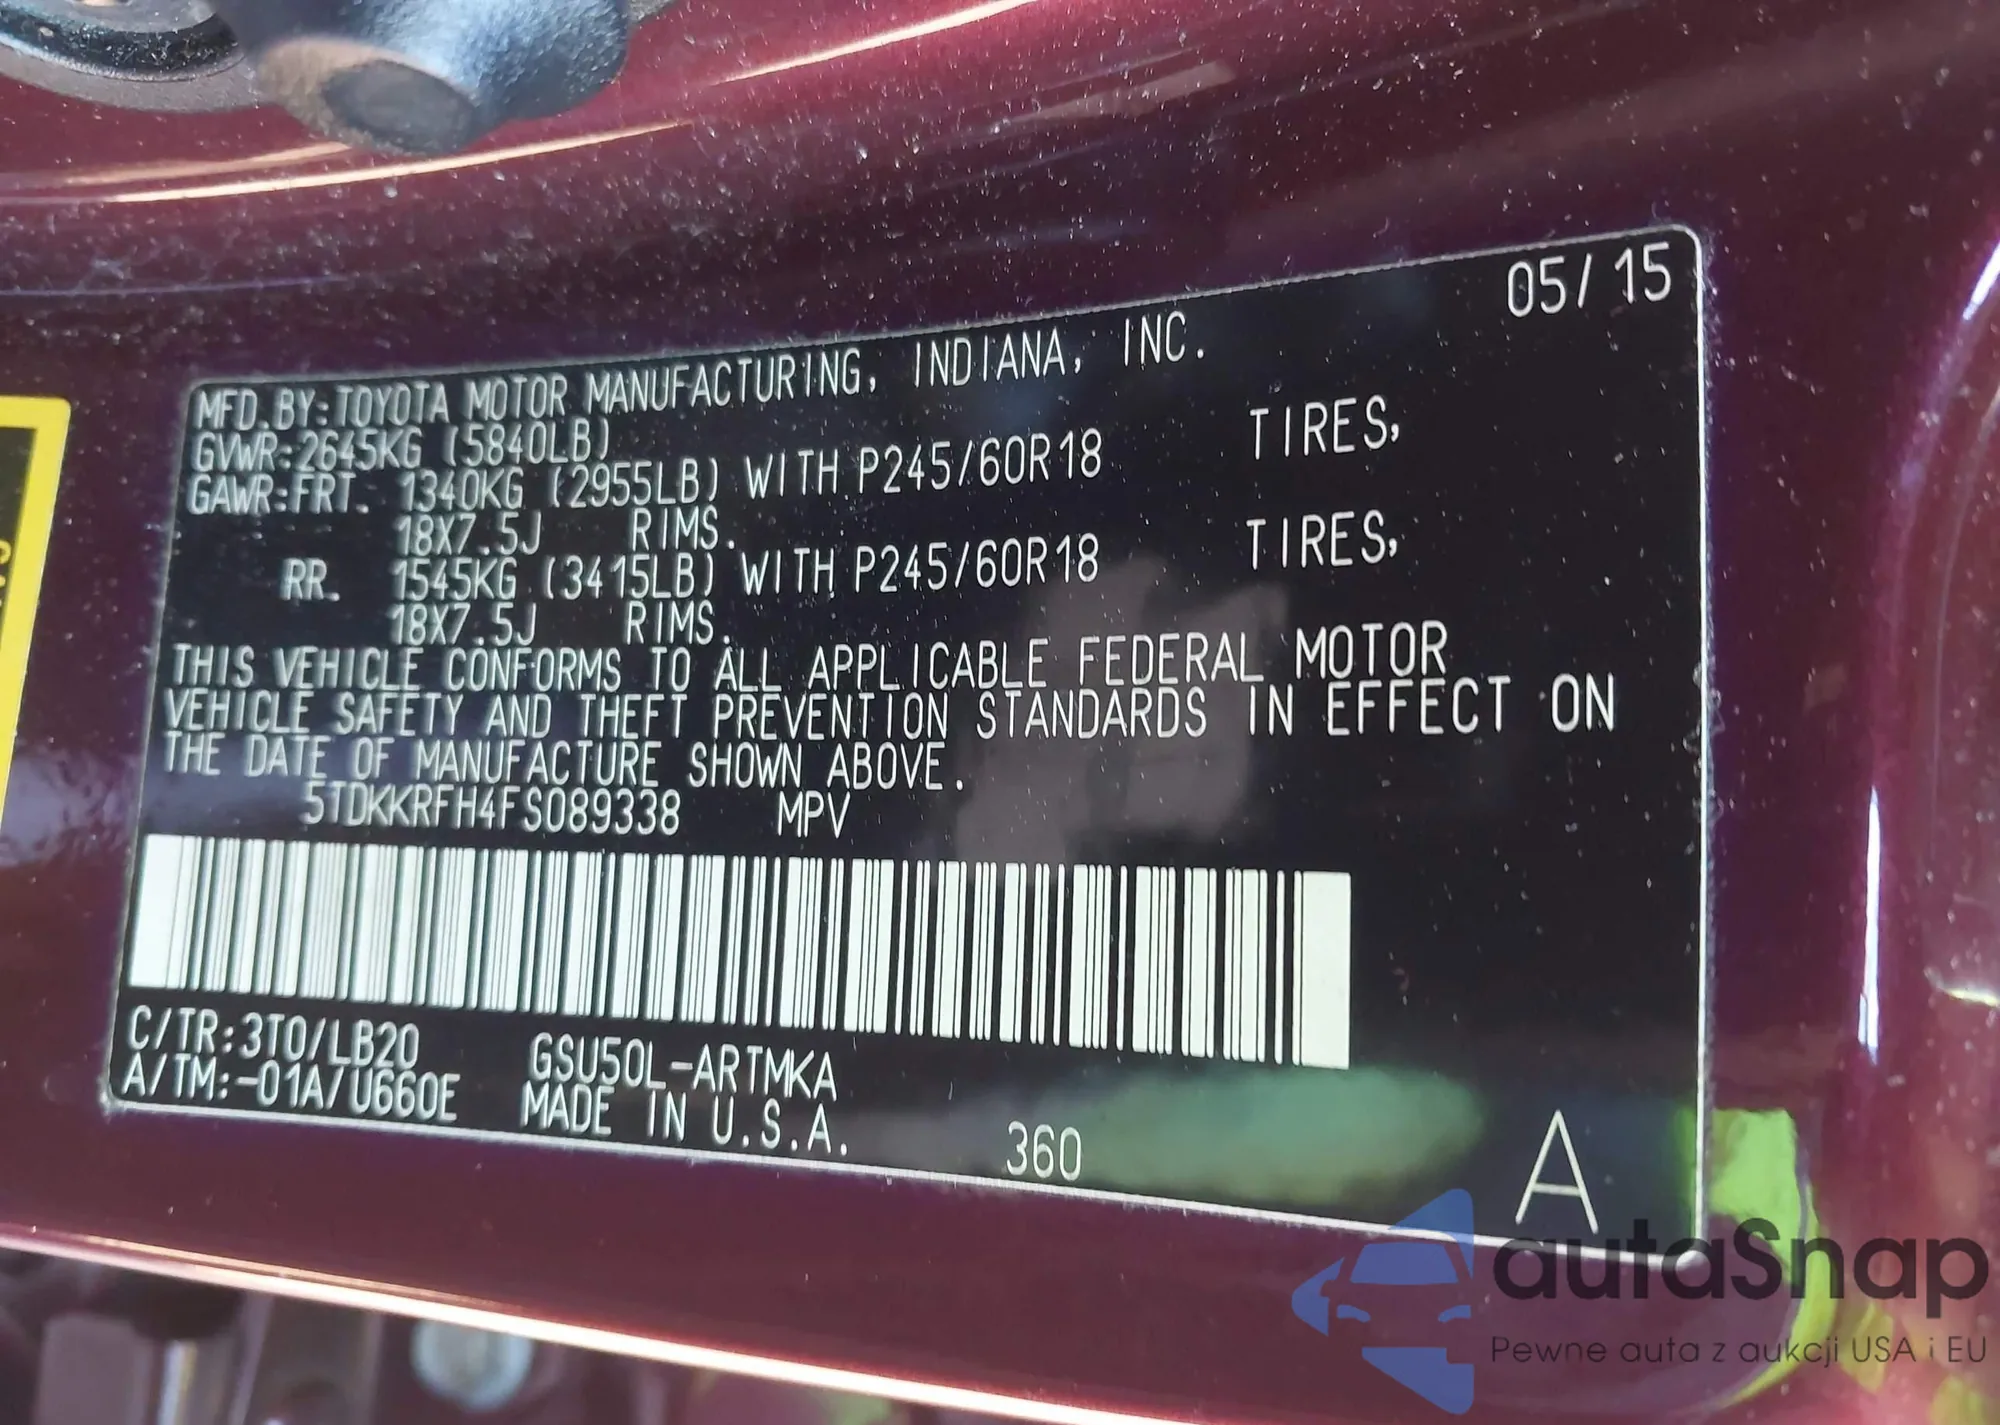 05/15
MFD.BY:TOYOTA MOTOR MANUFACTURING, INDIANA, INC.
GVWR:2645KG (5840LB)
GAWR:FRT. 1340KG (2955LB) WITH P245/60R18 TIRES,
18X7.5J RIMS.
RR. 1545KG (3415LB) WITH P245/60R18 TIRES,
18X7.5J RIMS.
THIS VEHICLE CONFORMS TO ALL APPLICABLE FEDERAL MOTOR
VEHICLE SAFETY AND THEFT PREVENTION STANDARDS IN EFFECT ON
THE DATE OF MANUFACTURE SHOWN ABOVE.
5TDKKRFH4FS089338 MPV
C/TR:3T0/LB20 GSU50L-ARTMKA
A/TM:-01A/U660E MADE IN U.S.A. 360
A
autaSnap
Pewne auta z aukcji USA i EU